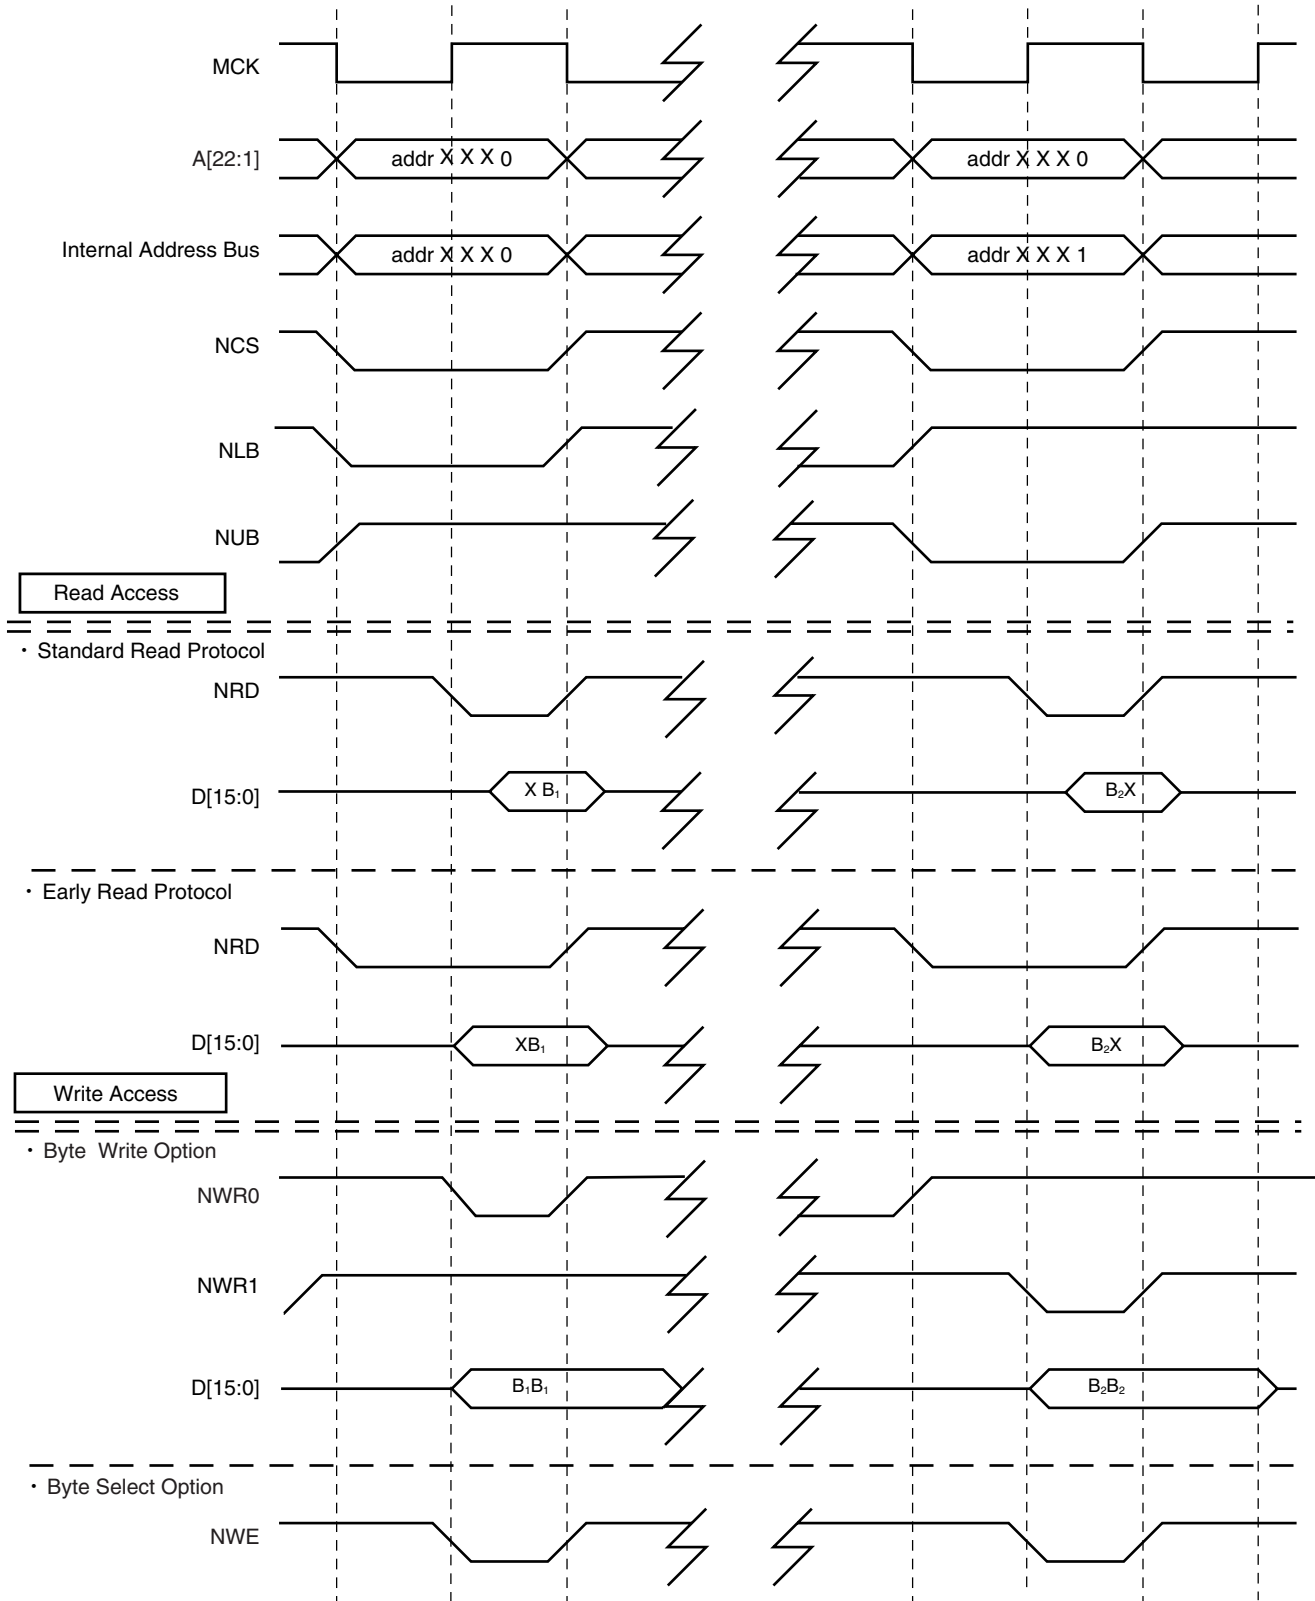 MCK
A[22:1] addr X X X 0 addr X X X 0
Internal Address Bus addr X X X 0 addr X X X 1
NCS
NLB
NUB
Read Access
· Standard Read Protocol
NRD
D[15:0] X B₁ B₂X
· Early Read Protocol
NRD
D[15:0] XB₁ B₂X
Write Access
· Byte Write Option
NWR0
NWR1
D[15:0] B₁B₁ B₂B₂
· Byte Select Option
NWE